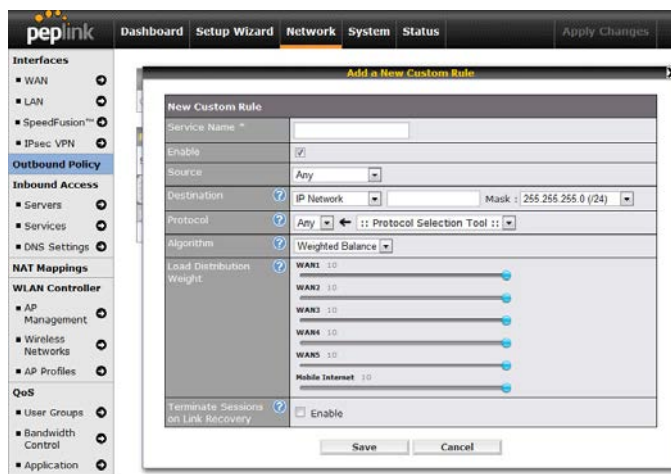 peplink
Dashboard Setup Wizard Network System Status Apply Changes
Interfaces
WAN
LAN
SpeedFusion™
IPsec VPN
Outbound Policy
Inbound Access
Servers
Services
DNS Settings
NAT Mappings
WLAN Controller
AP Management
Wireless Networks
AP Profiles
QoS
User Groups
Bandwidth Control
Application
Add a New Custom Rule
New Custom Rule
Service Name *
Enable
Source Any
Destination IP Network Mask : 255.255.255.0 (/24)
Protocol Any :: Protocol Selection Tool ::
Algorithm Weighted Balance
Load Distribution Weight
WAN1 10
WAN2 10
WAN3 10
WAN4 10
WAN5 10
Mobile Internet 10
Terminate Sessions on Link Recovery Enable
Save Cancel